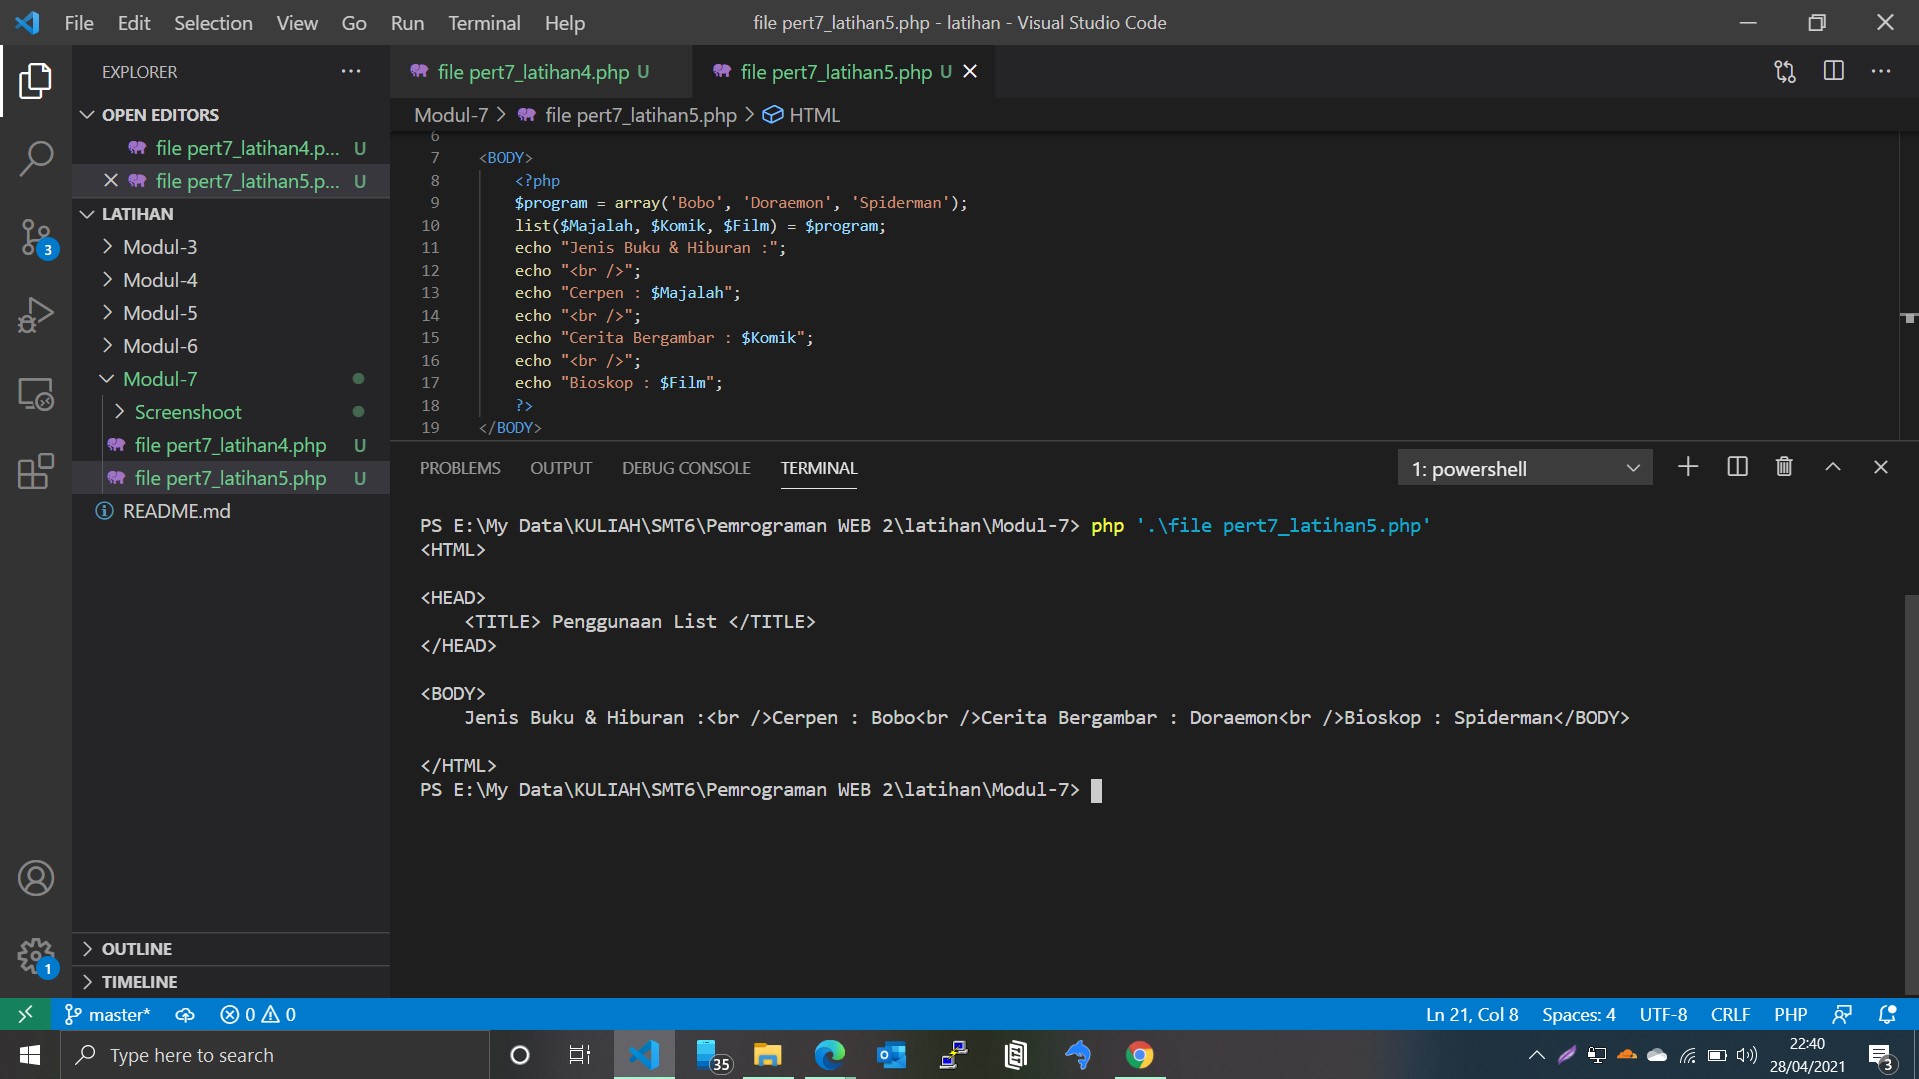 File Edit Selection View Go Run Terminal Help file pert7_latihan5.php - latihan - Visual Studio Code
EXPLORER
OPEN EDITORS
file pert7_latihan4.p... U
file pert7_latihan5.p... U
LATIHAN
Modul-3
Modul-4
Modul-5
Modul-6
Modul-7
Screenshoot
file pert7_latihan4.php U
file pert7_latihan5.php U
README.md
OUTLINE
TIMELINE
3
1
file pert7_latihan4.php U file pert7_latihan5.php U
Modul-7 > file pert7_latihan5.php > HTML
6
7 <BODY>
8 <?php
9 $program = array('Bobo', 'Doraemon', 'Spiderman');
10 list($Majalah, $Komik, $Film) = $program;
11 echo "Jenis Buku & Hiburan :";
12 echo "<br />";
13 echo "Cerpen : $Majalah";
14 echo "<br />";
15 echo "Cerita Bergambar : $Komik";
16 echo "<br />";
17 echo "Bioskop : $Film";
18 ?>
19 </BODY>
PROBLEMS OUTPUT DEBUG CONSOLE TERMINAL 1: powershell
PS E:\My Data\KULIAH\SMT6\Pemrograman WEB 2\latihan\Modul-7> php '.\file pert7_latihan5.php'
<HTML>
<HEAD>
<TITLE> Penggunaan List </TITLE>
</HEAD>
<BODY>
Jenis Buku & Hiburan :<br />Cerpen : Bobo<br />Cerita Bergambar : Doraemon<br />Bioskop : Spiderman</BODY>
</HTML>
PS E:\My Data\KULIAH\SMT6\Pemrograman WEB 2\latihan\Modul-7>
master* 0 0 Ln 21, Col 8 Spaces: 4 UTF-8 CRLF PHP
Type here to search 35 22:40
28/04/2021 3